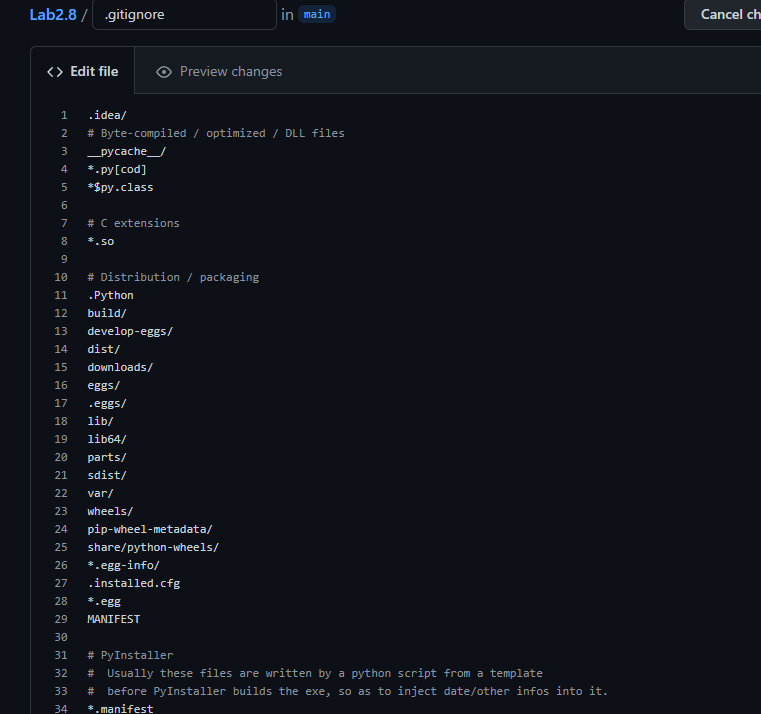 Lab2.8 / .gitignore in main Cancel ch
Edit file Preview changes
1 .idea/
2 # Byte-compiled / optimized / DLL files
3 __pycache__/
4 *.py[cod]
5 *$py.class
6
7 # C extensions
8 *.so
9
10 # Distribution / packaging
11 .Python
12 build/
13 develop-eggs/
14 dist/
15 downloads/
16 eggs/
17 .eggs/
18 lib/
19 lib64/
20 parts/
21 sdist/
22 var/
23 wheels/
24 pip-wheel-metadata/
25 share/python-wheels/
26 *.egg-info/
27 .installed.cfg
28 *.egg
29 MANIFEST
30
31 # PyInstaller
32 #  Usually these files are written by a python script from a template
33 #  before PyInstaller builds the exe, so as to inject date/other infos into it.
34 *.manifest